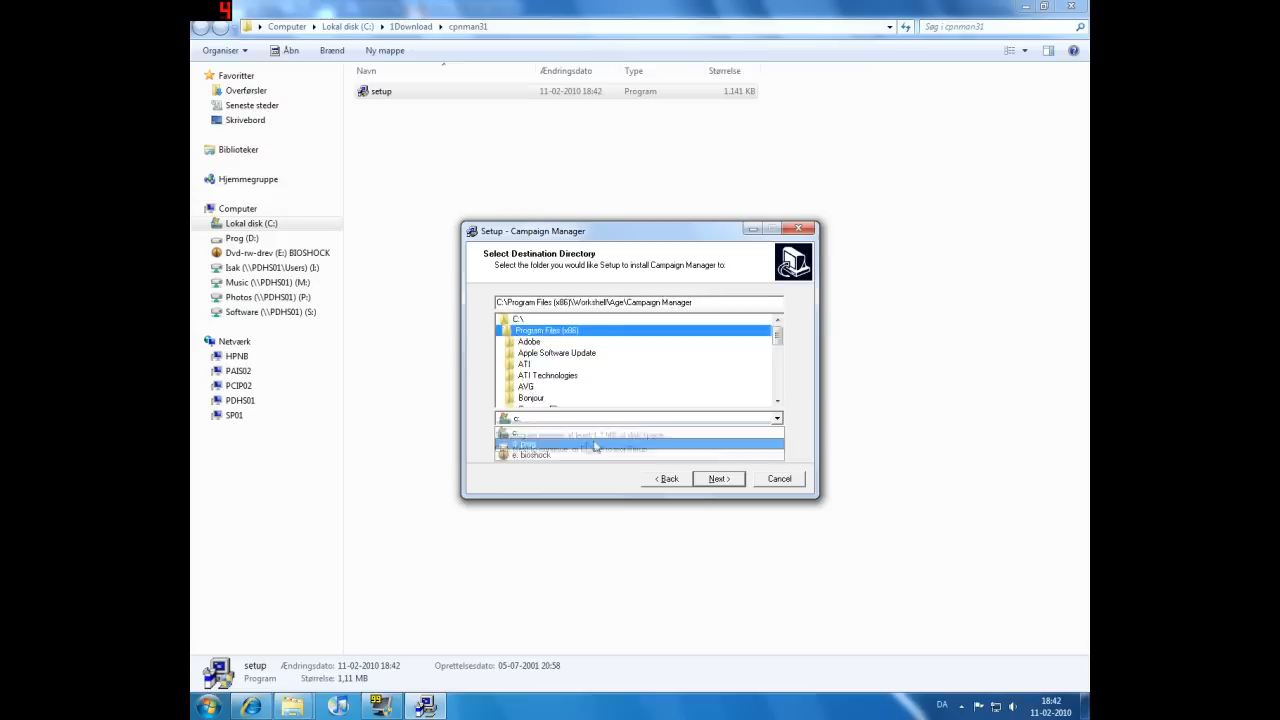 4
Computer
Lokal disk (C:)
1Download
cpnman31
Søg i cpnman31
Organiser
Åbn
Brænd
Ny mappe
Navn
Ændringsdato
Type
Størrelse
setup
11-02-2010 18:42
Program
1.141 KB
Favoritter
Overførsler
Seneste steder
Skrivebord
Biblioteker
Hjemmegruppe
Computer
Lokal disk (C:)
Prog (D:)
Dvd-rw-drev (E:) BIOSHOCK
Isak (\\PDHS01\Users) (I:)
Music (\\PDHS01) (M:)
Photos (\\PDHS01) (P:)
Software (\\PDHS01) (S:)
Netværk
HPNB
PAIS02
PCIP02
PDHS01
SP01
Setup - Campaign Manager
Select Destination Directory
Select the folder you would like Setup to install Campaign Manager to:
C:\Program Files (x86)\Workshell\Age\Campaign Manager
C:\
Program Files (x86)
Adobe
Apple Software Update
ATI
ATI Technologies
AVG
Bonjour
c:
c:
d: prog
e: bioshock
< Back
Next >
Cancel
setup
Ændringsdato: 11-02-2010 18:42
Oprettelsesdato: 05-07-2001 20:58
Program
Størrelse: 1,11 MB
99
DA
18:42
11-02-2010